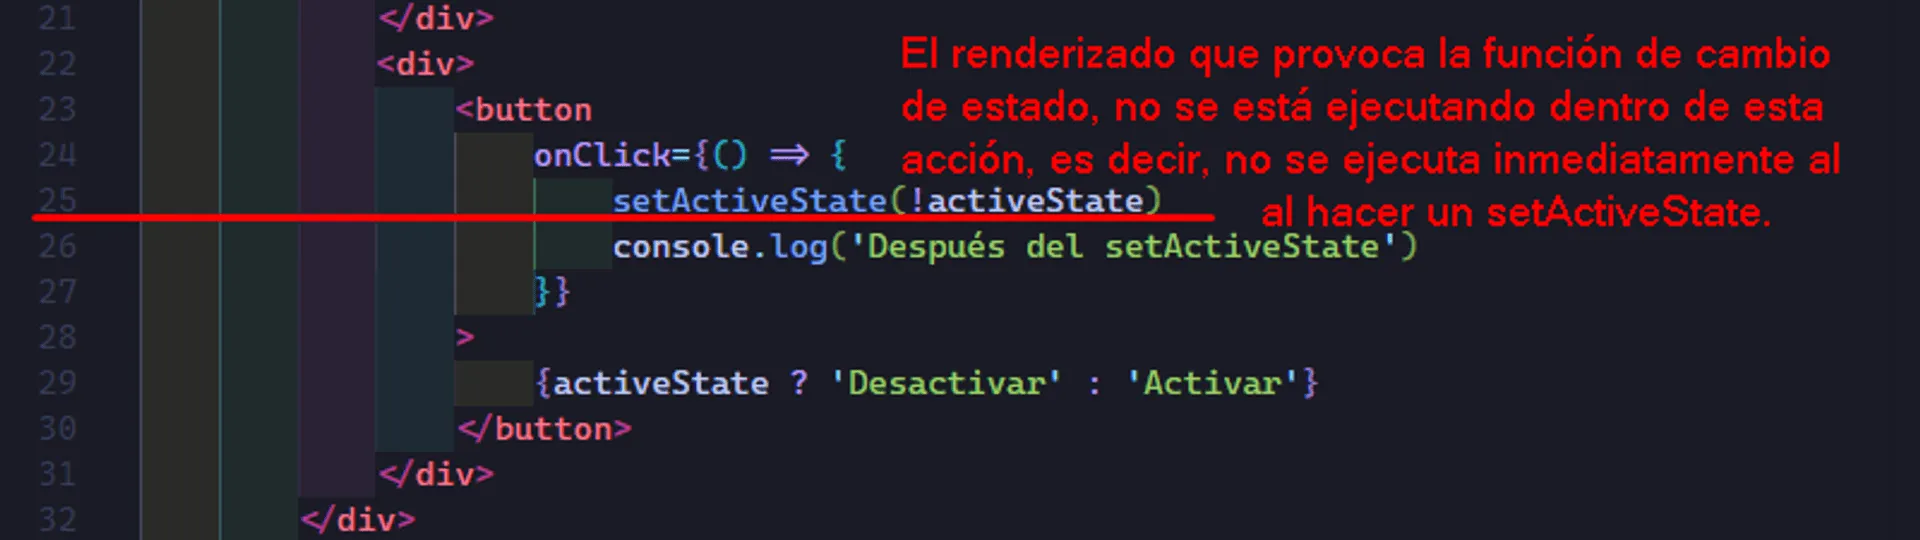 21 </div>
22 <div>
23 <button
24 onClick={() => {
25 setActiveState(!activeState)
26 console.log('Después del setActiveState')
27 }}
28 >
29 {activeState ? 'Desactivar' : 'Activar'}
30 </button>
31 </div>
32 </div>
El renderizado que provoca la función de cambio
de estado, no se está ejecutando dentro de esta
acción, es decir, no se ejecuta inmediatamente al
al hacer un setActiveState.